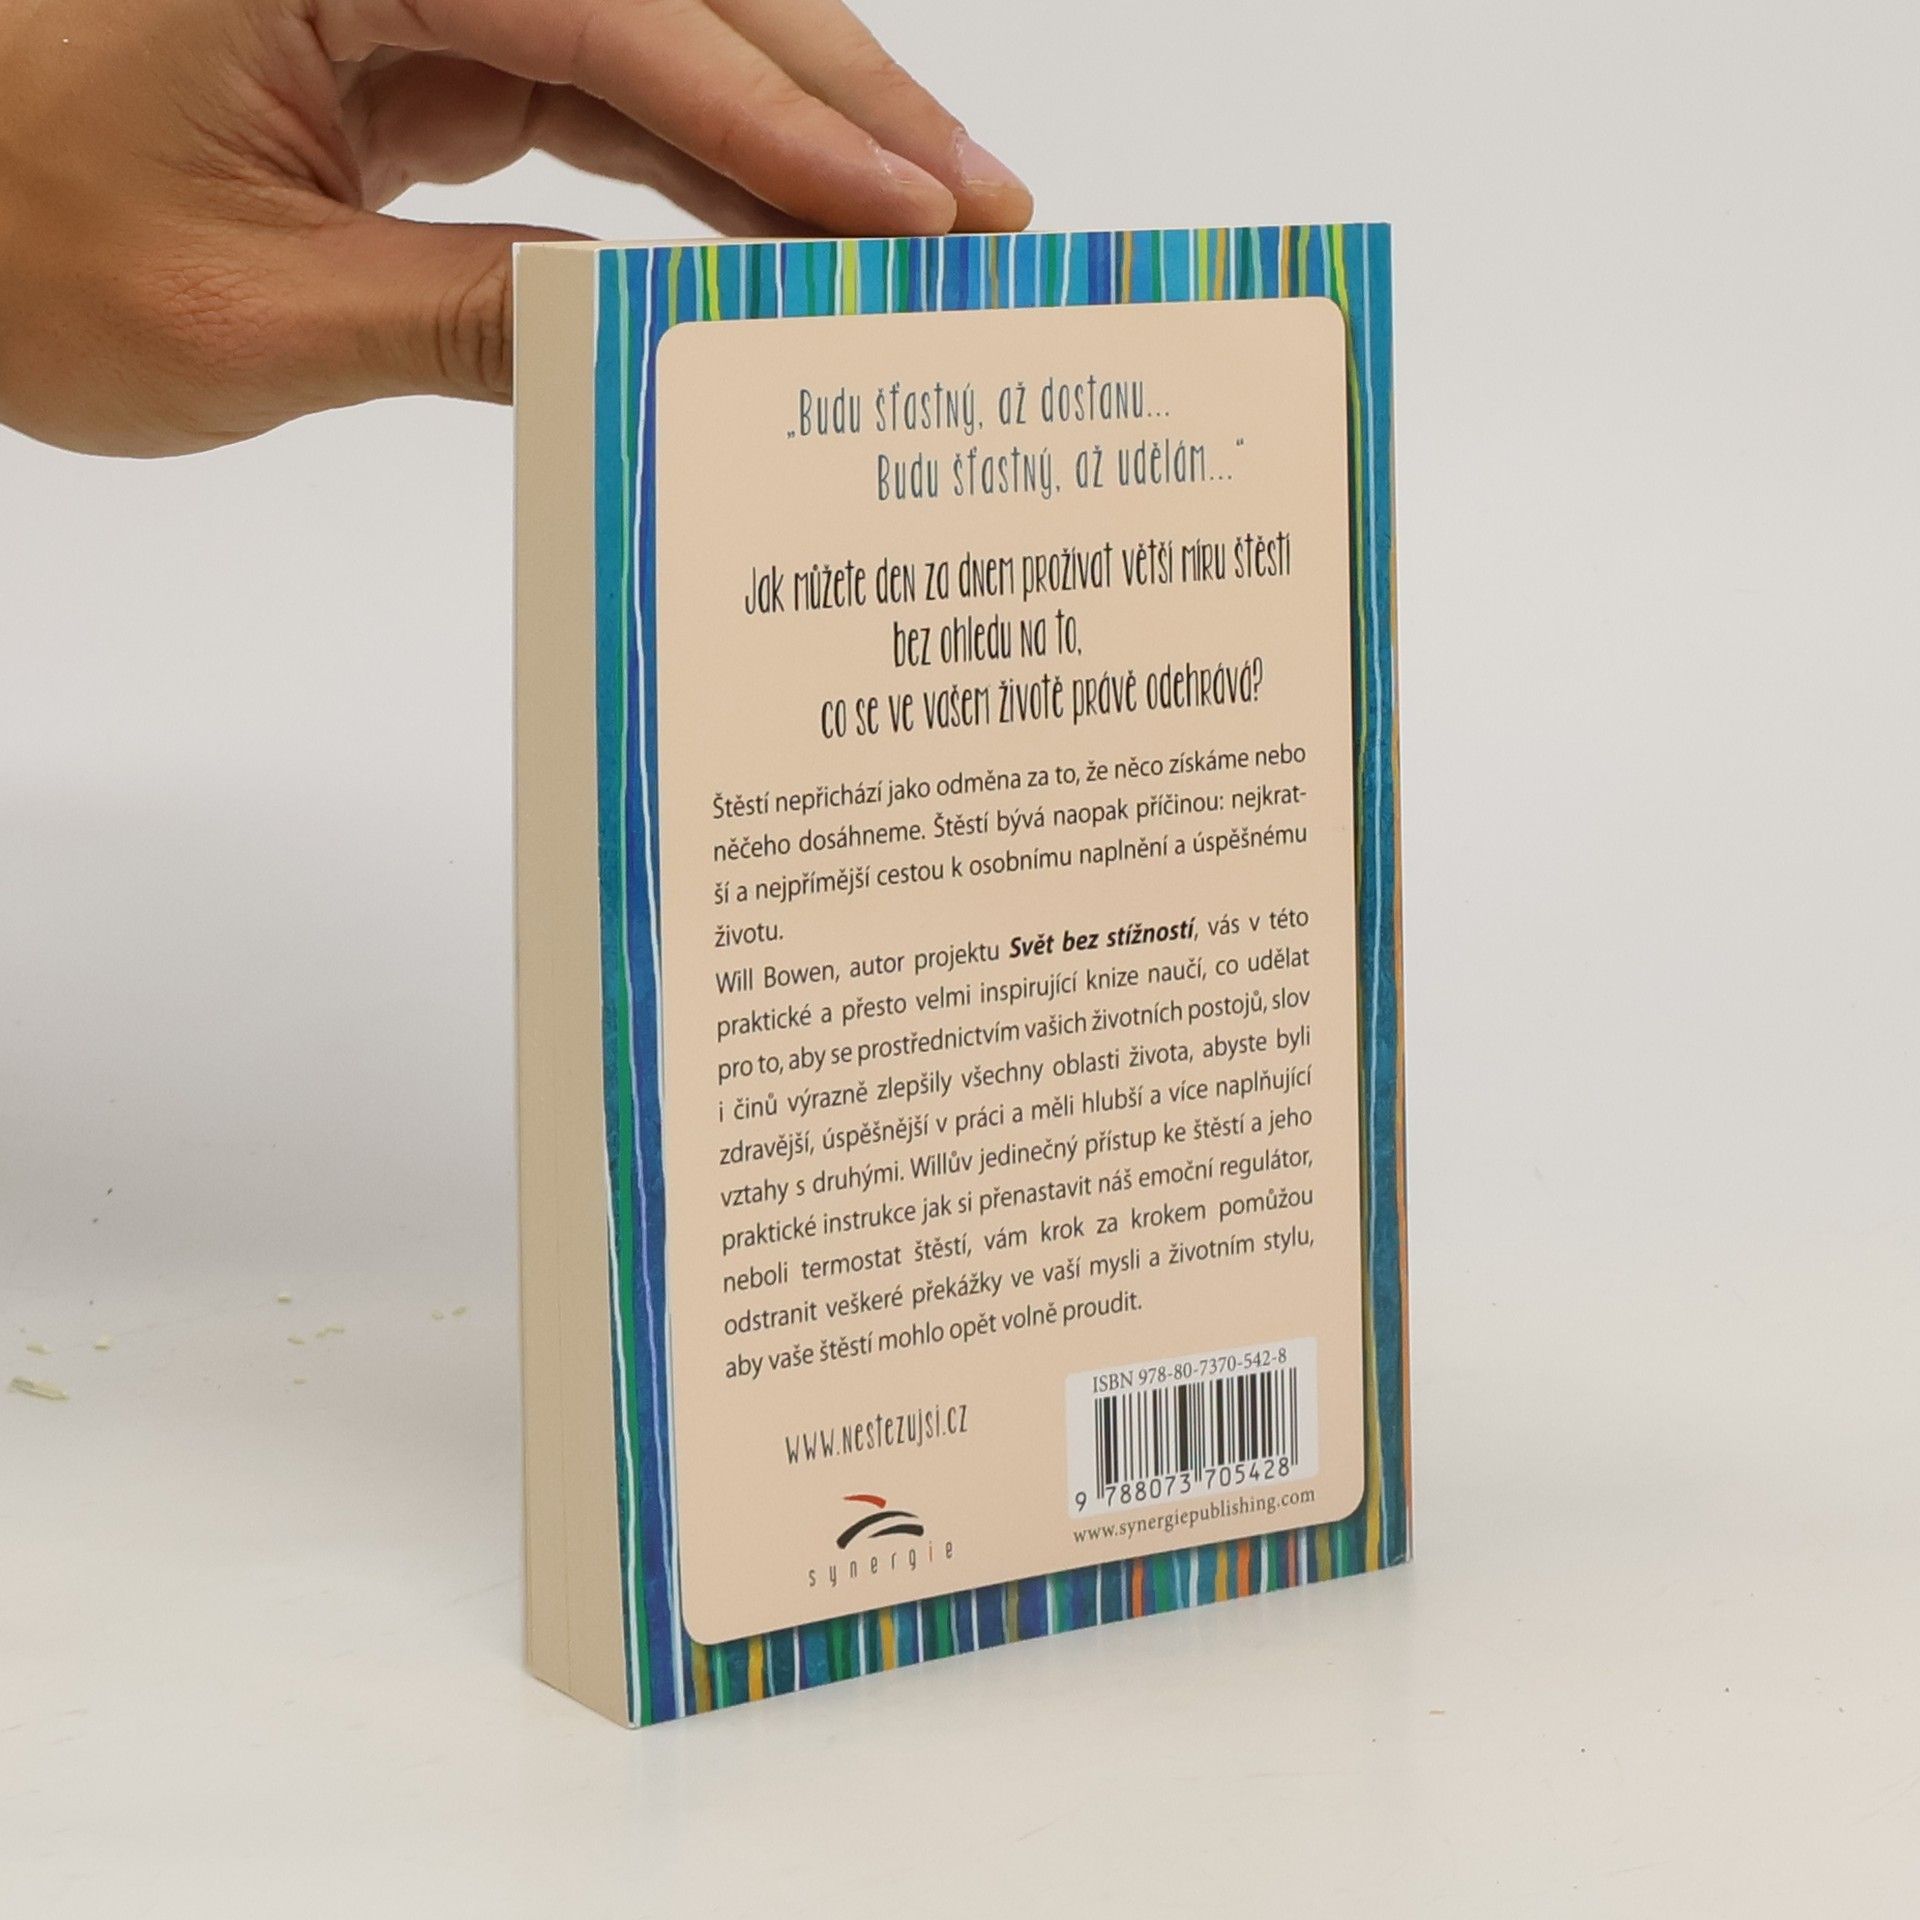 „Budu šťastný, až dostanu...
Budu šťastný, až udělám...“
Jak můžete den za dnem prožívat větší míru štěstí
bez ohledu na to,
co se ve vašem životě právě odehrává?
Štěstí nepřichází jako odměna za to, že něco získáme nebo
něčeho dosáhneme. Štěstí bývá naopak příčinou: nejkrat-
ší a nejpřímější cestou k osobnímu naplnění a úspěšnému
životu.
Will Bowen, autor projektu Svět bez stížností, vás v této
praktické a přesto velmi inspirující knize naučí, co udělat
pro to, aby se prostřednictvím vašich životních postojů, slov
i činů výrazně zlepšily všechny oblasti života, abyste byli
zdravější, úspěšnější v práci a měli hlubší a více naplňující
vztahy s druhými. Willův jedinečný přístup ke štěstí a jeho
praktické instrukce jak si přenastavit náš emoční regulátor,
neboli termostat štěstí, vám krok za krokem pomůžou
odstranit veškeré překážky ve vaší mysli a životním stylu,
aby vaše štěstí mohlo opět volně proudit.
www.nestezujsi.cz
synergie
ISBN 978-80-7370-542-8
9 788073 705428
www.synergiepublishing.com